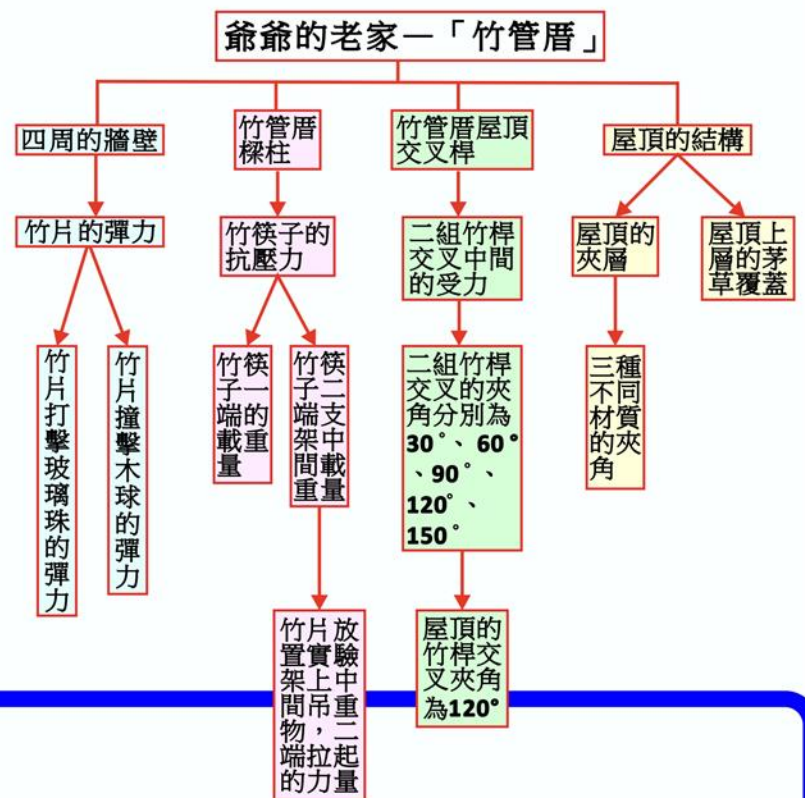 爺爺的老家—「竹管厝」
四周的牆壁
竹管厝
樑柱
竹管厝屋頂
交叉桿
屋頂的結構
竹片的彈力
竹筷子的
抗壓力
二組竹桿
交叉中間
的受力
屋頂的
夾層
屋頂上
層的茅
草覆蓋
竹片打擊玻璃珠的彈力
竹片撞擊木球的彈力
竹筷
子一
端的
載重
量
竹筷
子二
端支
架中
間載
重量
二組竹桿
交叉的夾
角分別為
30°、60°
、90°、
120°、
150°
三種
不同
材質
的夾
角
竹片放
置實驗
架上中
間吊重
物，二
端拉起
的力量
屋頂的
竹桿交
叉夾角
為120°